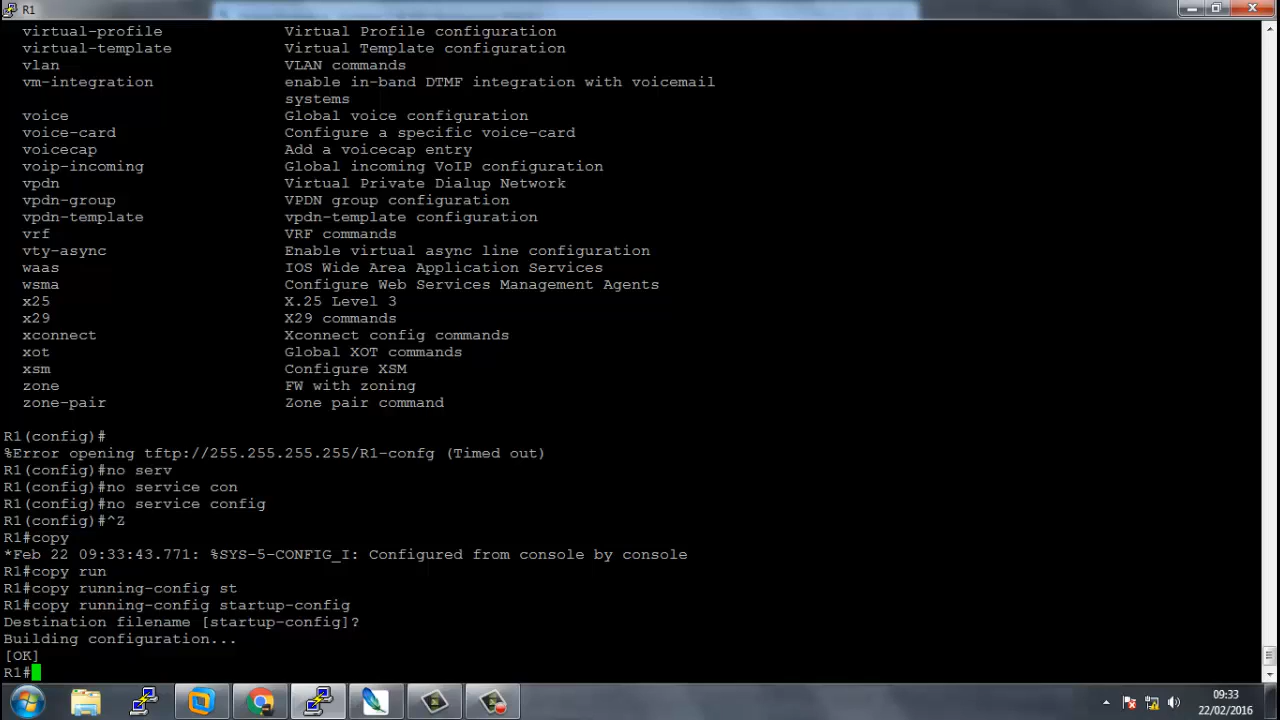 R1
virtual-profile Virtual Profile configuration
virtual-template Virtual Template configuration
vlan VLAN commands
vm-integration enable in-band DTMF integration with voicemail
systems
voice Global voice configuration
voice-card Configure a specific voice-card
voicecap Add a voicecap entry
voip-incoming Global incoming VoIP configuration
vpdn Virtual Private Dialup Network
vpdn-group VPDN group configuration
vpdn-template vpdn-template configuration
vrf VRF commands
vty-async Enable virtual async line configuration
waas IOS Wide Area Application Services
wsma Configure Web Services Management Agents
x25 X.25 Level 3
x29 X29 commands
xconnect Xconnect config commands
xot Global XOT commands
xsm Configure XSM
zone FW with zoning
zone-pair Zone pair command
R1(config)#
%Error opening tftp://255.255.255.255/R1-confg (Timed out)
R1(config)#no serv
R1(config)#no service con
R1(config)#no service config
R1(config)#^Z
R1#copy
*Feb 22 09:33:43.771: %SYS-5-CONFIG_I: Configured from console by console
R1#copy run
R1#copy running-config st
R1#copy running-config startup-config
Destination filename [startup-config]?
Building configuration...
[OK]
R1#
09:33
22/02/2016